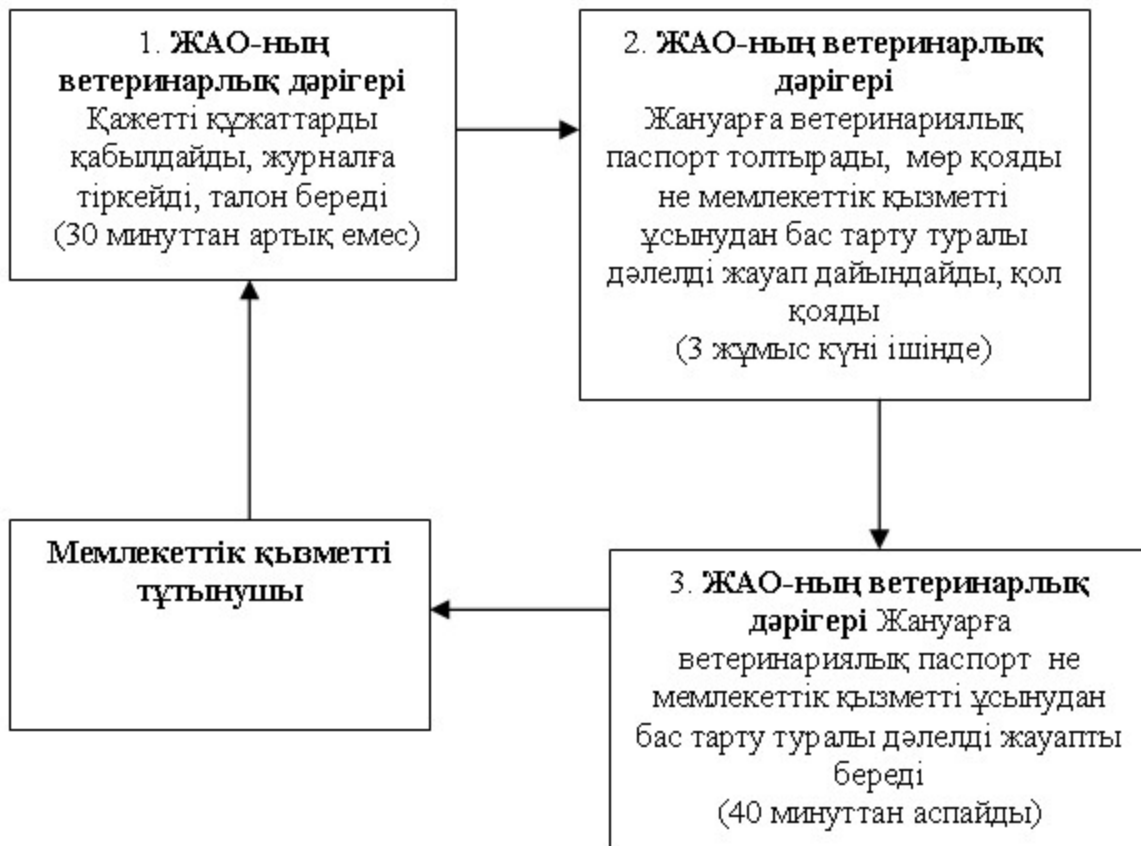 1. ЖАО-ның
ветеринарлық дәрігері
Қажетті құжаттарды
қабылдайды, журналға
тіркейді, талон береді
(30 минуттан артық емес)
2. ЖАО-ның ветеринарлық
дәрігері
Жануарға ветеринариялық
паспорт толтырады, мөр қояды
не мемлекеттік қызметті
ұсынудан бас тарту туралы
дәлелді жауап дайындайды, қол
қояды
(3 жұмыс күні ішінде)
Мемлекеттік қызметті
тұтынушы
3. ЖАО-ның ветеринарлық
дәрігері Жануарға
ветеринариялық паспорт не
мемлекеттік қызметті ұсынудан
бас тарту туралы дәлелді жауапты
береді
(40 минуттан аспайды)